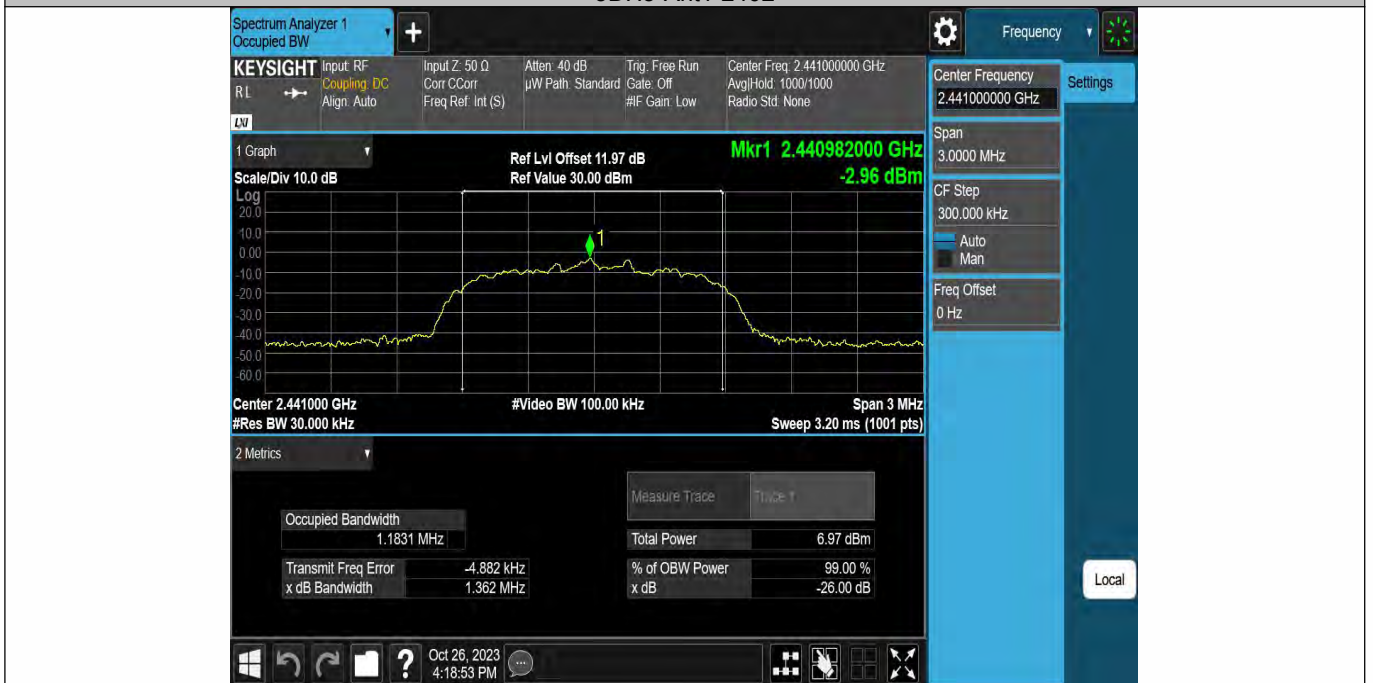 Spectrum Analyzer 1
Occupied BW
Frequency
KEYSIGHT
RL
LXI
Input: RF
Coupling: DC
Align: Auto
Input Z: 50 Ω
Corr CCorr
Freq Ref: Int (S)
Atten: 40 dB
µW Path: Standard
Trig: Free Run
Gate: Off
#IF Gain: Low
Center Freq: 2.441000000 GHz
Avg|Hold: 1000/1000
Radio Std: None
Center Frequency
2.441000000 GHz
Settings
Span
3.0000 MHz
CF Step
300.000 kHz
Auto
Man
Freq Offset
0 Hz
1 Graph
Scale/Div 10.0 dB
Ref Lvl Offset 11.97 dB
Ref Value 30.00 dBm
Mkr1 2.440982000 GHz
-2.96 dBm
Log
20.0
10.0
0.00
-10.0
-20.0
-30.0
-40.0
-50.0
-60.0
1
Center 2.441000 GHz
#Video BW 100.00 kHz
Span 3 MHz
#Res BW 30.000 kHz
Sweep 3.20 ms (1001 pts)
2 Metrics
Measure Trace
Trace 1
Occupied Bandwidth
1.1831 MHz
Total Power
6.97 dBm
Transmit Freq Error
-4.882 kHz
% of OBW Power
99.00 %
x dB Bandwidth
1.362 MHz
x dB
-26.00 dB
Local
?
Oct 26, 2023
4:18:53 PM